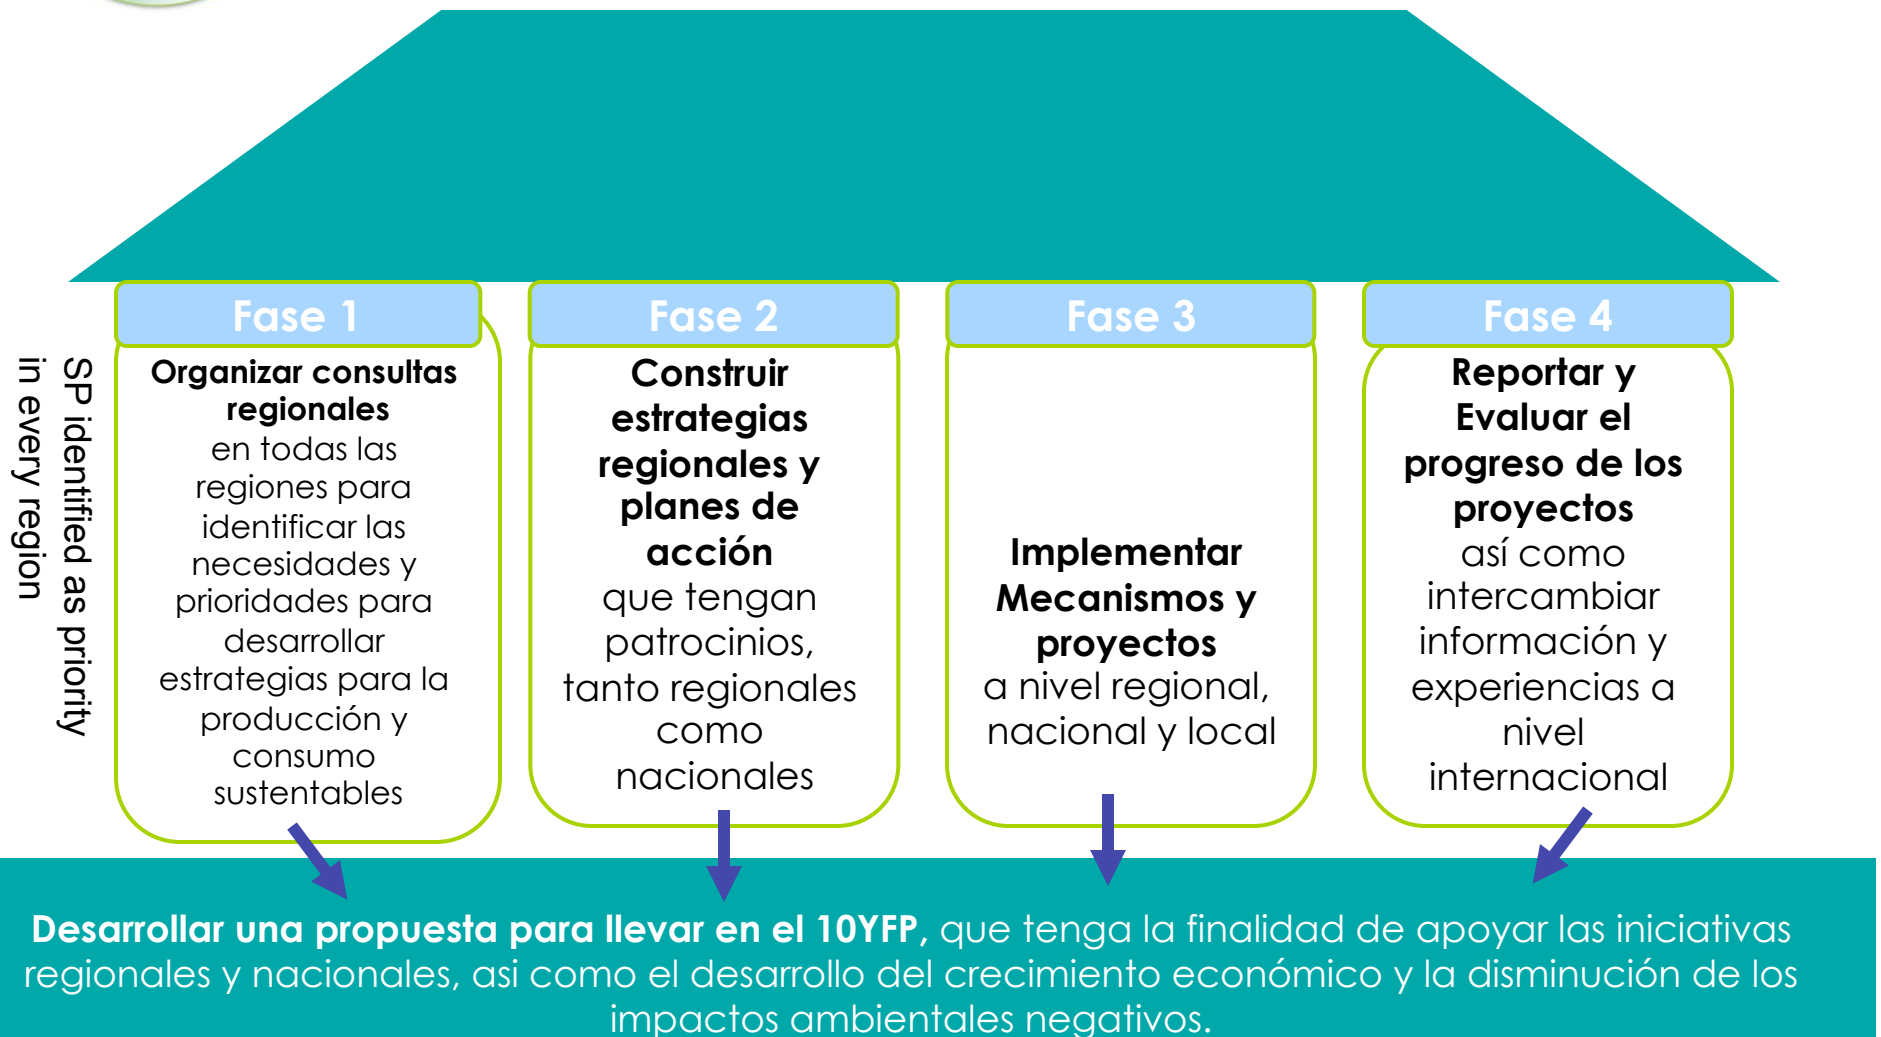 SP identified as priority
in every region
Fase 1
Organizar consultas
regionales
en todas las
regiones para
identificar las
necesidades y
prioridades para
desarrollar
estrategias para la
producción y
consumo
sustentables
Fase 2
Construir
estrategias
regionales y
planes de
acción
que tengan
patrocinios,
tanto regionales
como
nacionales
Fase 3
Implementar
Mecanismos y
proyectos
a nivel regional,
nacional y local
Fase 4
Reportar y
Evaluar el
progreso de los
proyectos
así como
intercambiar
información y
experiencias a
nivel
internacional
Desarrollar una propuesta para llevar en el 10YFP, que tenga la finalidad de apoyar las iniciativas
regionales y nacionales, asi como el desarrollo del crecimiento económico y la disminución de los
impactos ambientales negativos.